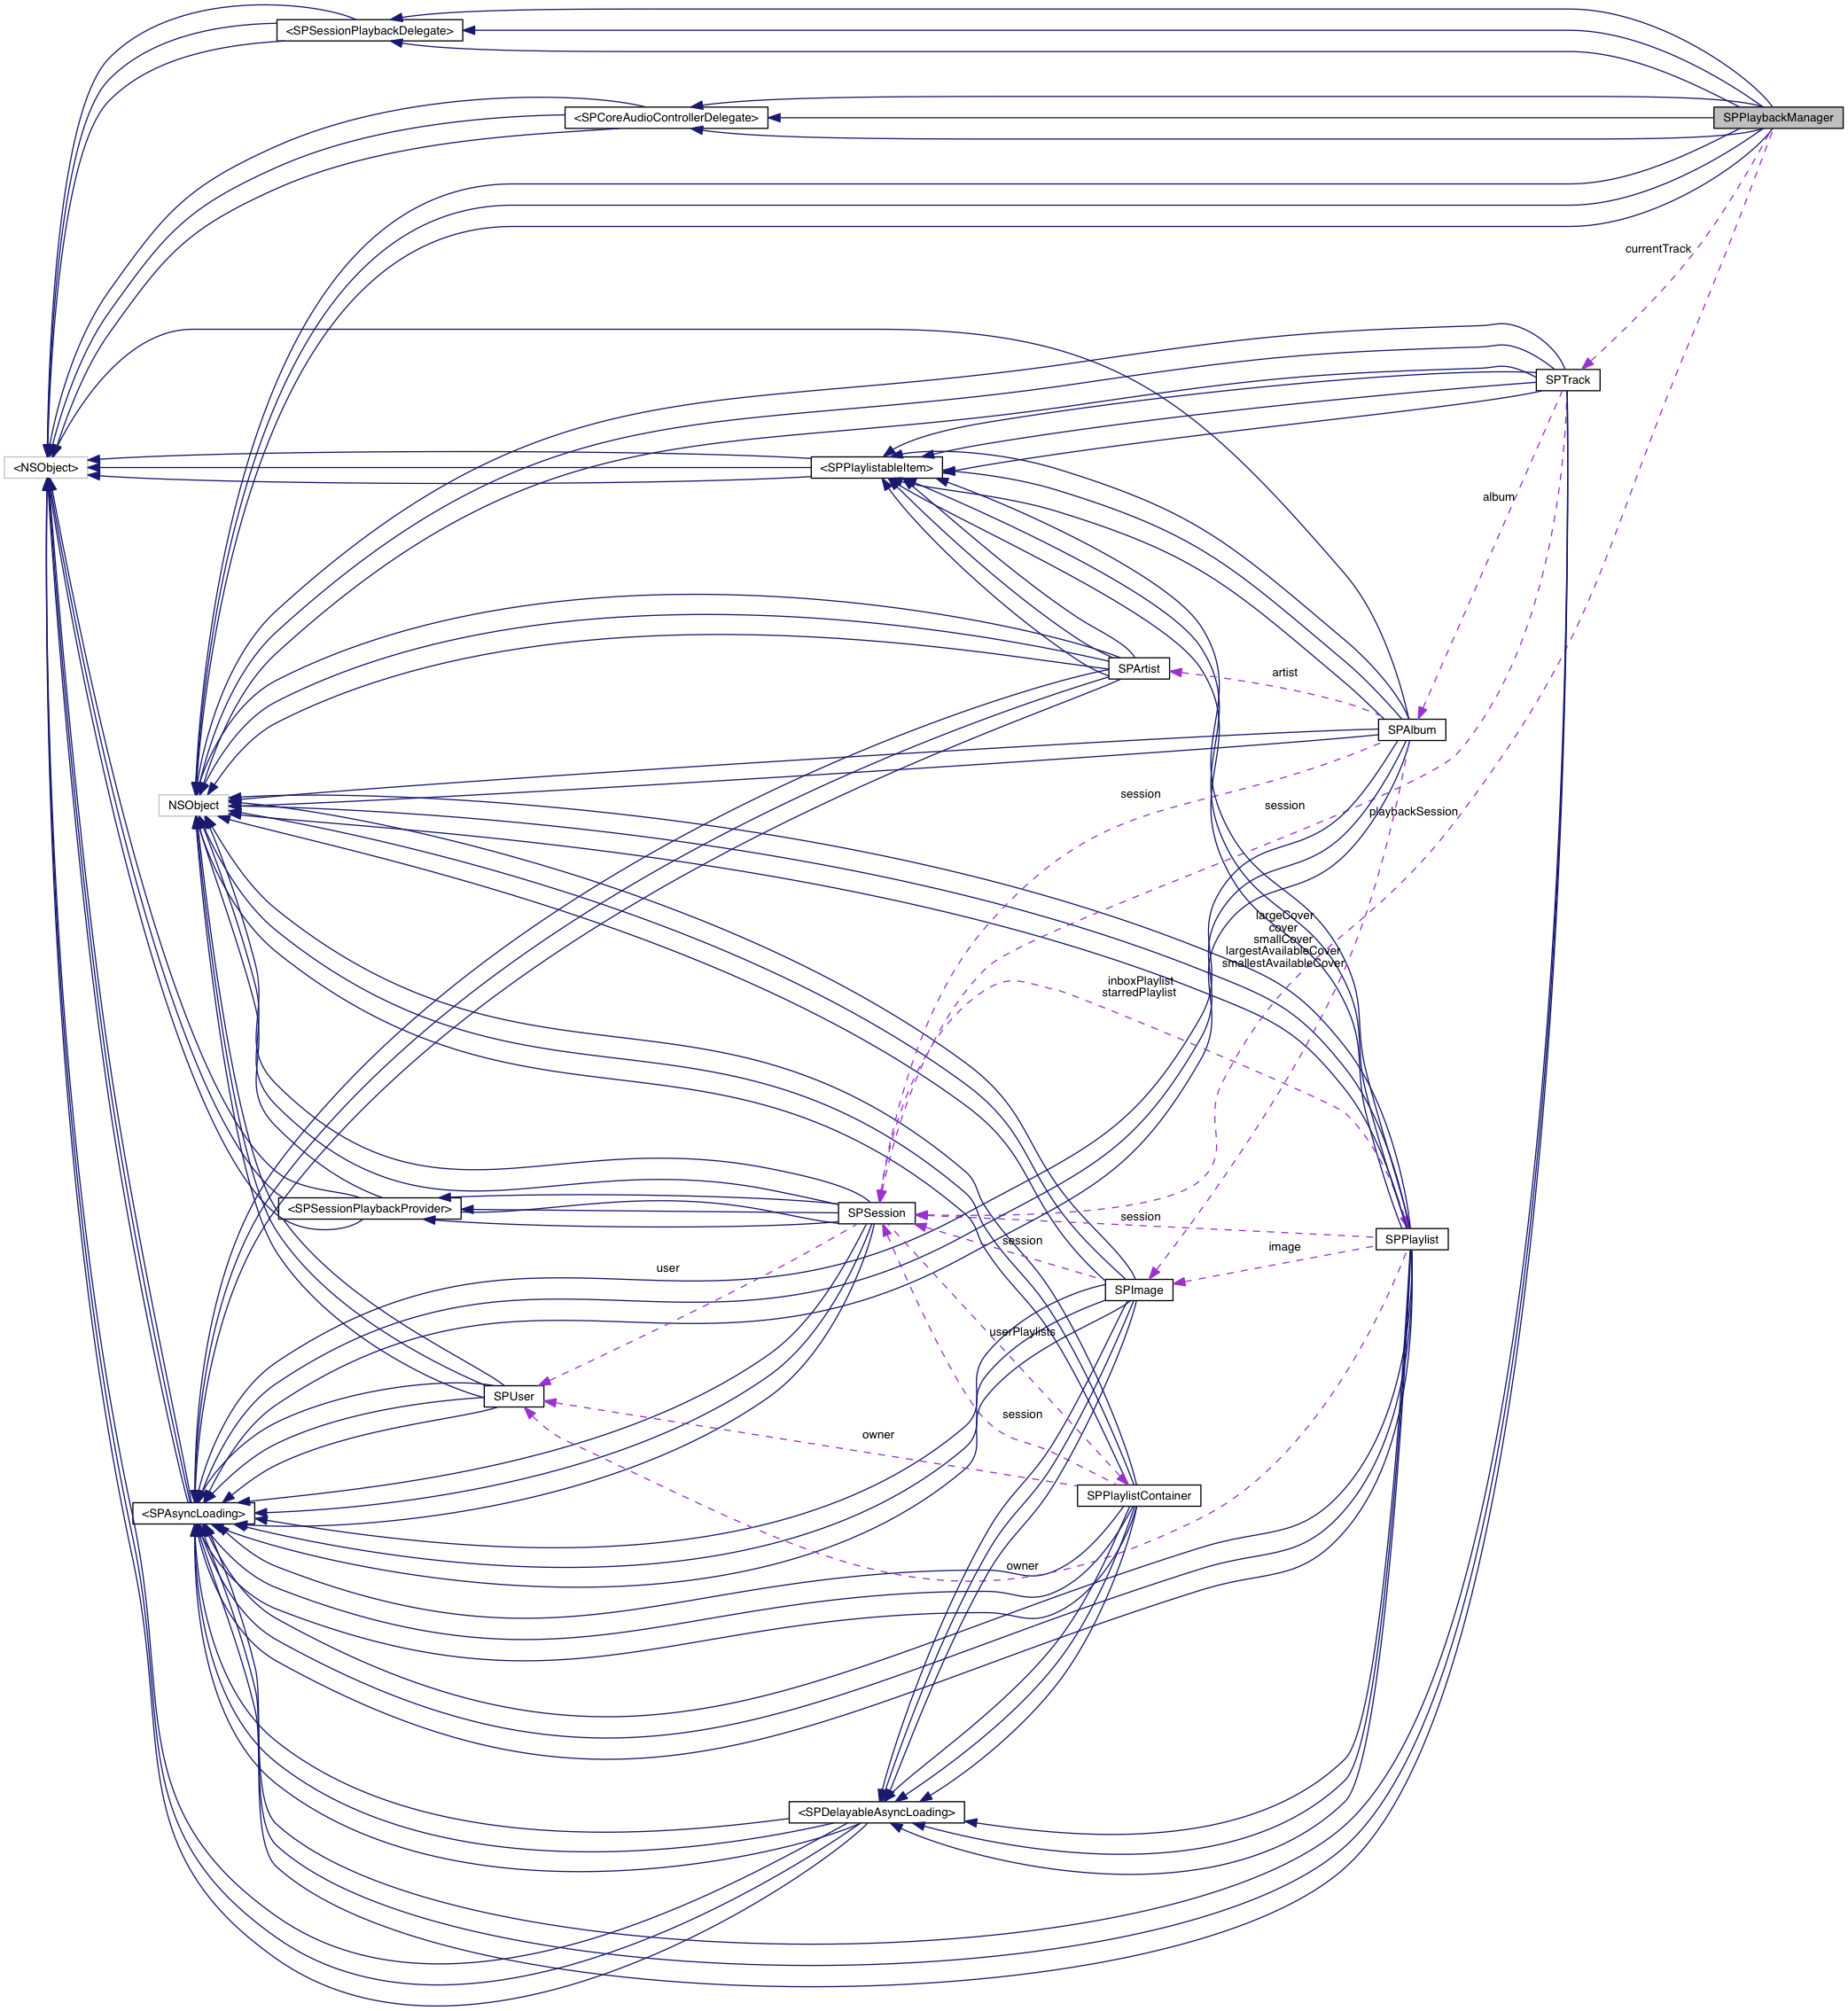 <SPSessionPlaybackDelegate>
<SPCoreAudioControllerDelegate>
SPPlaybackManager
currentTrack
SPTrack
<NSObject>
<SPPlaylistableItem>
album
SPArtist
artist
SPAlbum
NSObject
session
session
playbackSession
largeCover
cover
smallCover
largestAvailableCover
smallestAvailableCover
inboxPlaylist
starredPlaylist
<SPSessionPlaybackProvider>
SPSession
session
SPPlaylist
session
image
user
SPImage
userPlaylists
SPUser
session
owner
SPPlaylistContainer
<SPAsyncLoading>
owner
<SPDelayableAsyncLoading>